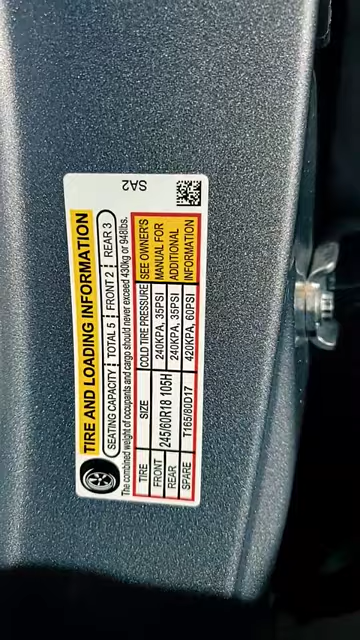 TIRE AND LOADING INFORMATION
SEATING CAPACITY TOTAL 5 FRONT 2 REAR 3
The combined weight of occupants and cargo should never exceed 430kg or 948lbs.
TIRE SIZE COLD TIRE PRESSURE SEE OWNER'S
FRONT 245/60R18 105H 240KPA, 35PSI MANUAL FOR
REAR 240KPA, 35PSI ADDITIONAL
SPARE T165/80D17 420KPA, 60PSI INFORMATION
SA2